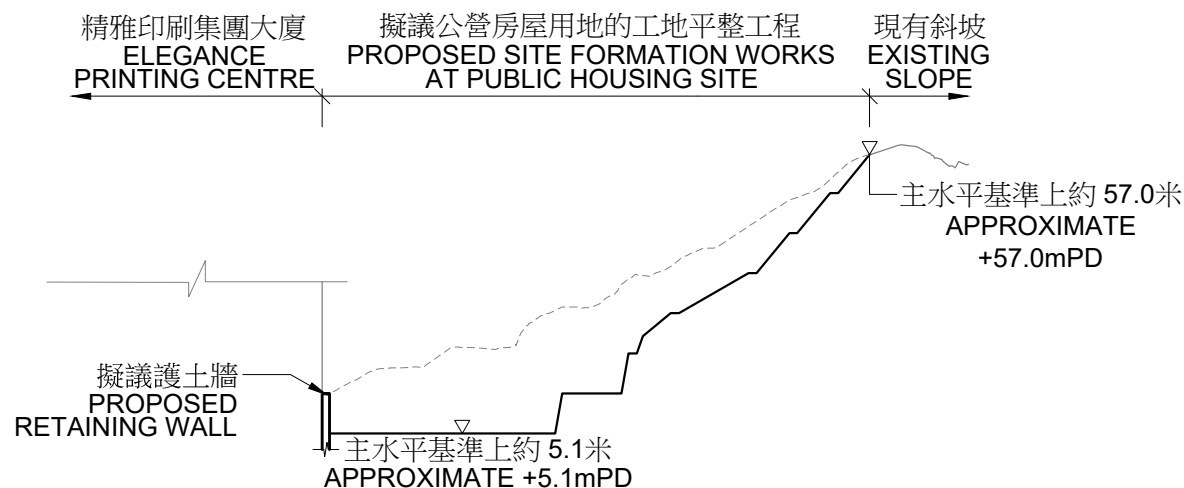 精雅印刷集團大廈
ELEGANCE
PRINTING CENTRE
擬議公營房屋用地的工地平整工程
PROPOSED SITE FORMATION WORKS
AT PUBLIC HOUSING SITE
現有斜坡
EXISTING
SLOPE
主水平基準上約 57.0米
APPROXIMATE
+57.0mPD
擬議護土牆
PROPOSED
RETAINING WALL
主水平基準上約 5.1米
APPROXIMATE +5.1mPD